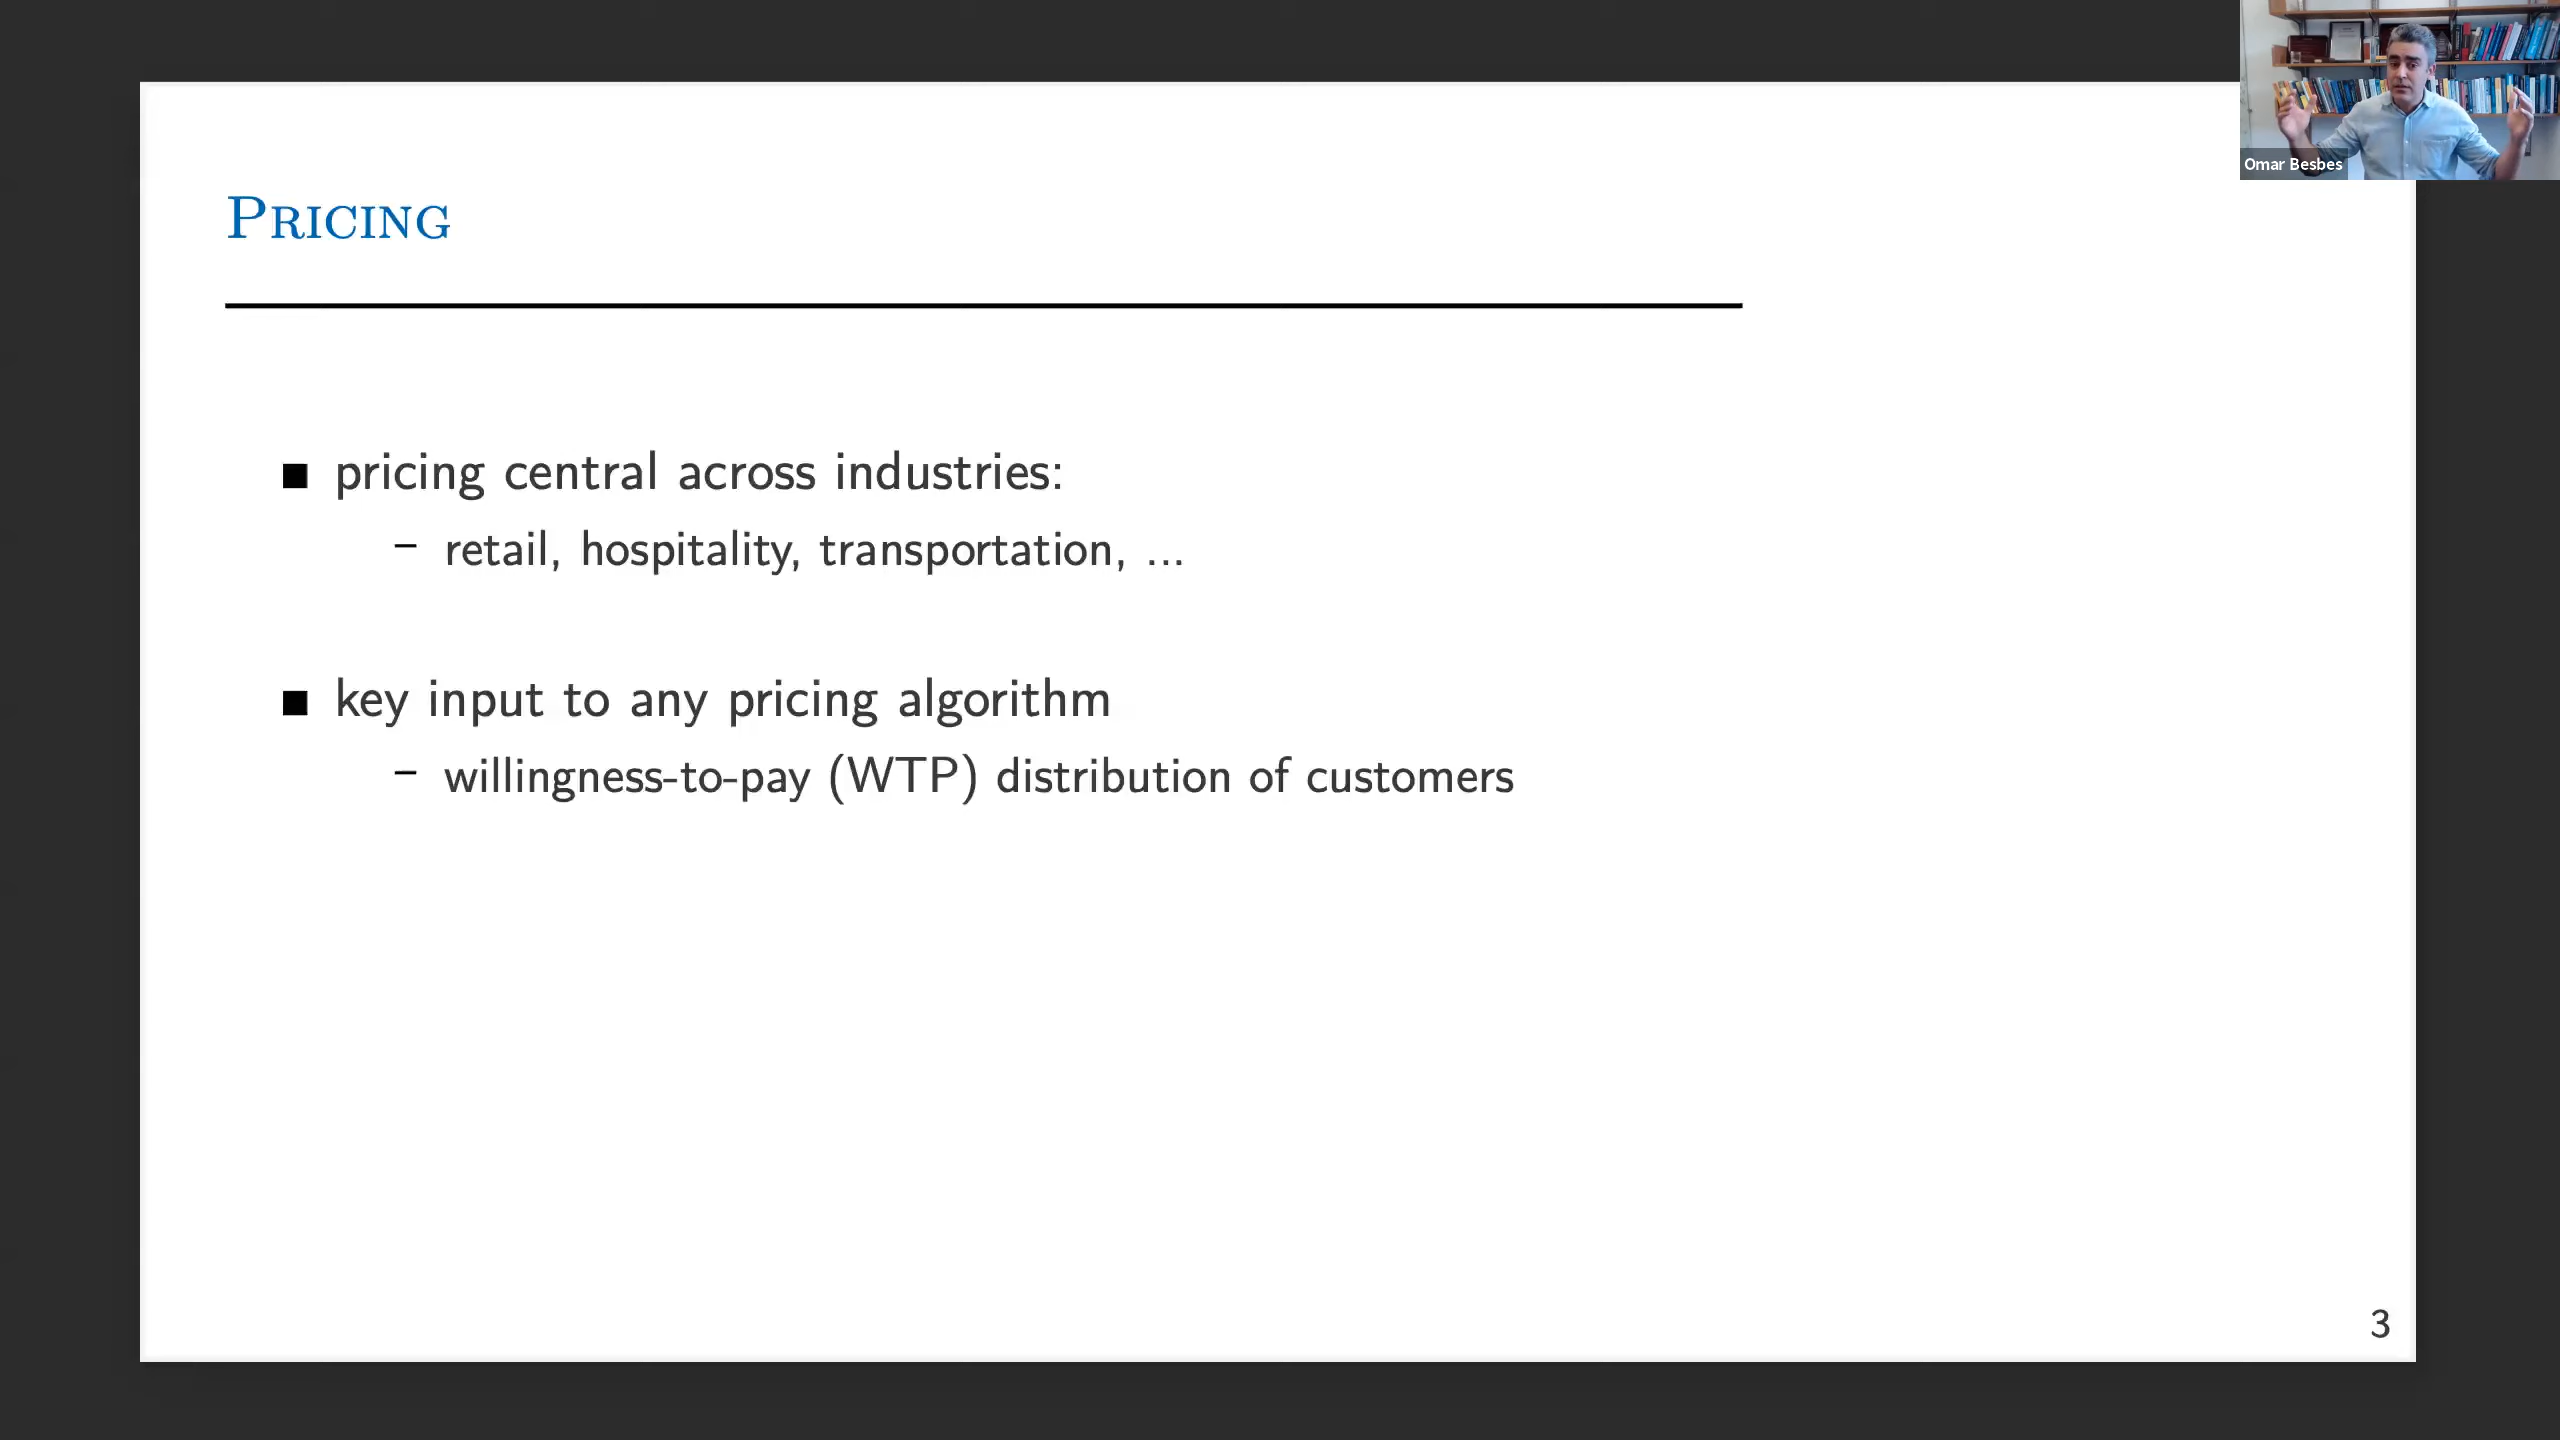 Omar Besbes
PRICING
■ pricing central across industries:
– retail, hospitality, transportation, ...
■ key input to any pricing algorithm
– willingness-to-pay (WTP) distribution of customers
3